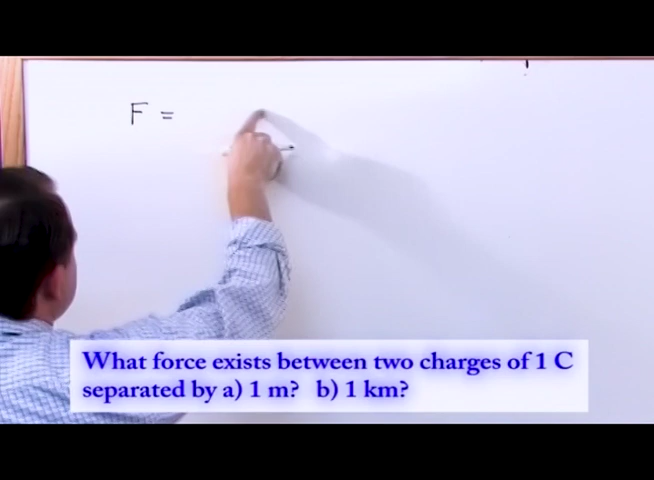 F =
What force exists between two charges of 1 C
separated by a) 1 m?   b) 1 km?